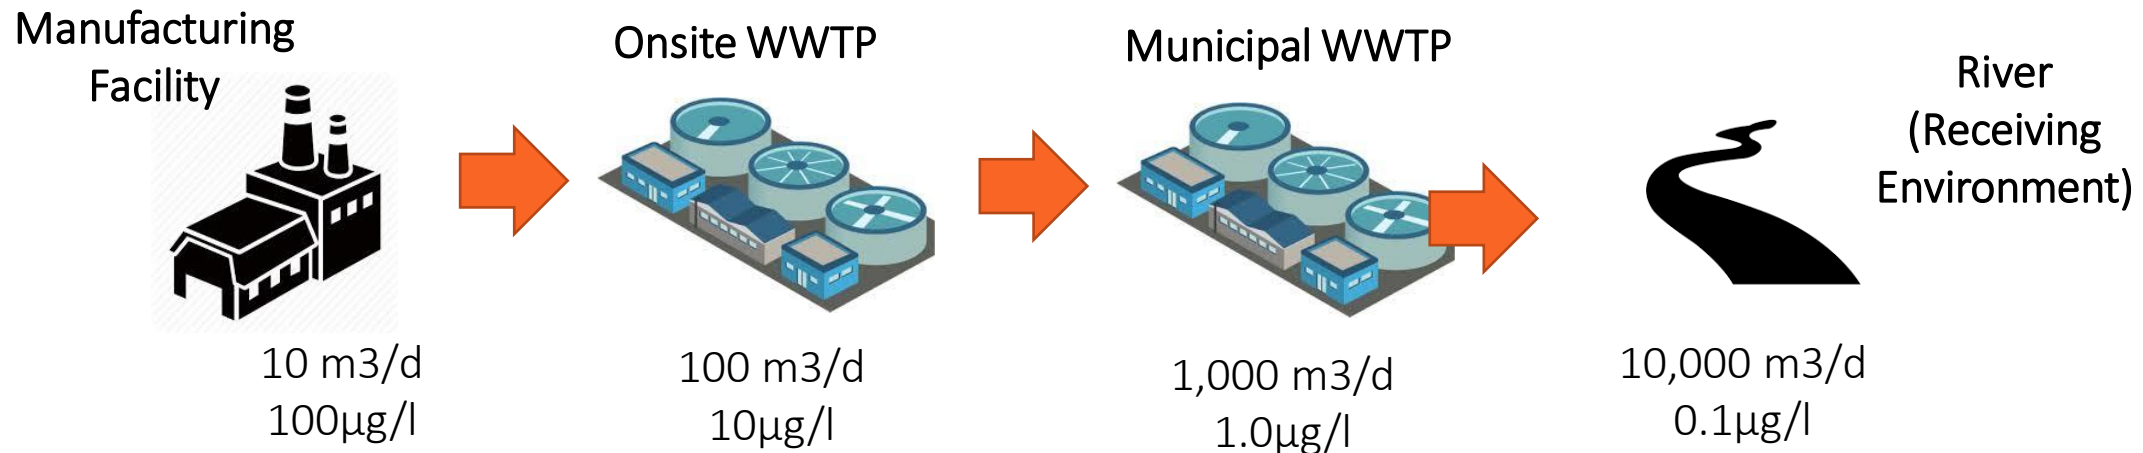 Manufacturing
Facility
Onsite WWTP
Municipal WWTP
River
(Receiving
Environment)
10 m3/d
100µg/l
100 m3/d
10µg/l
1,000 m3/d
1.0µg/l
10,000 m3/d
0.1µg/l